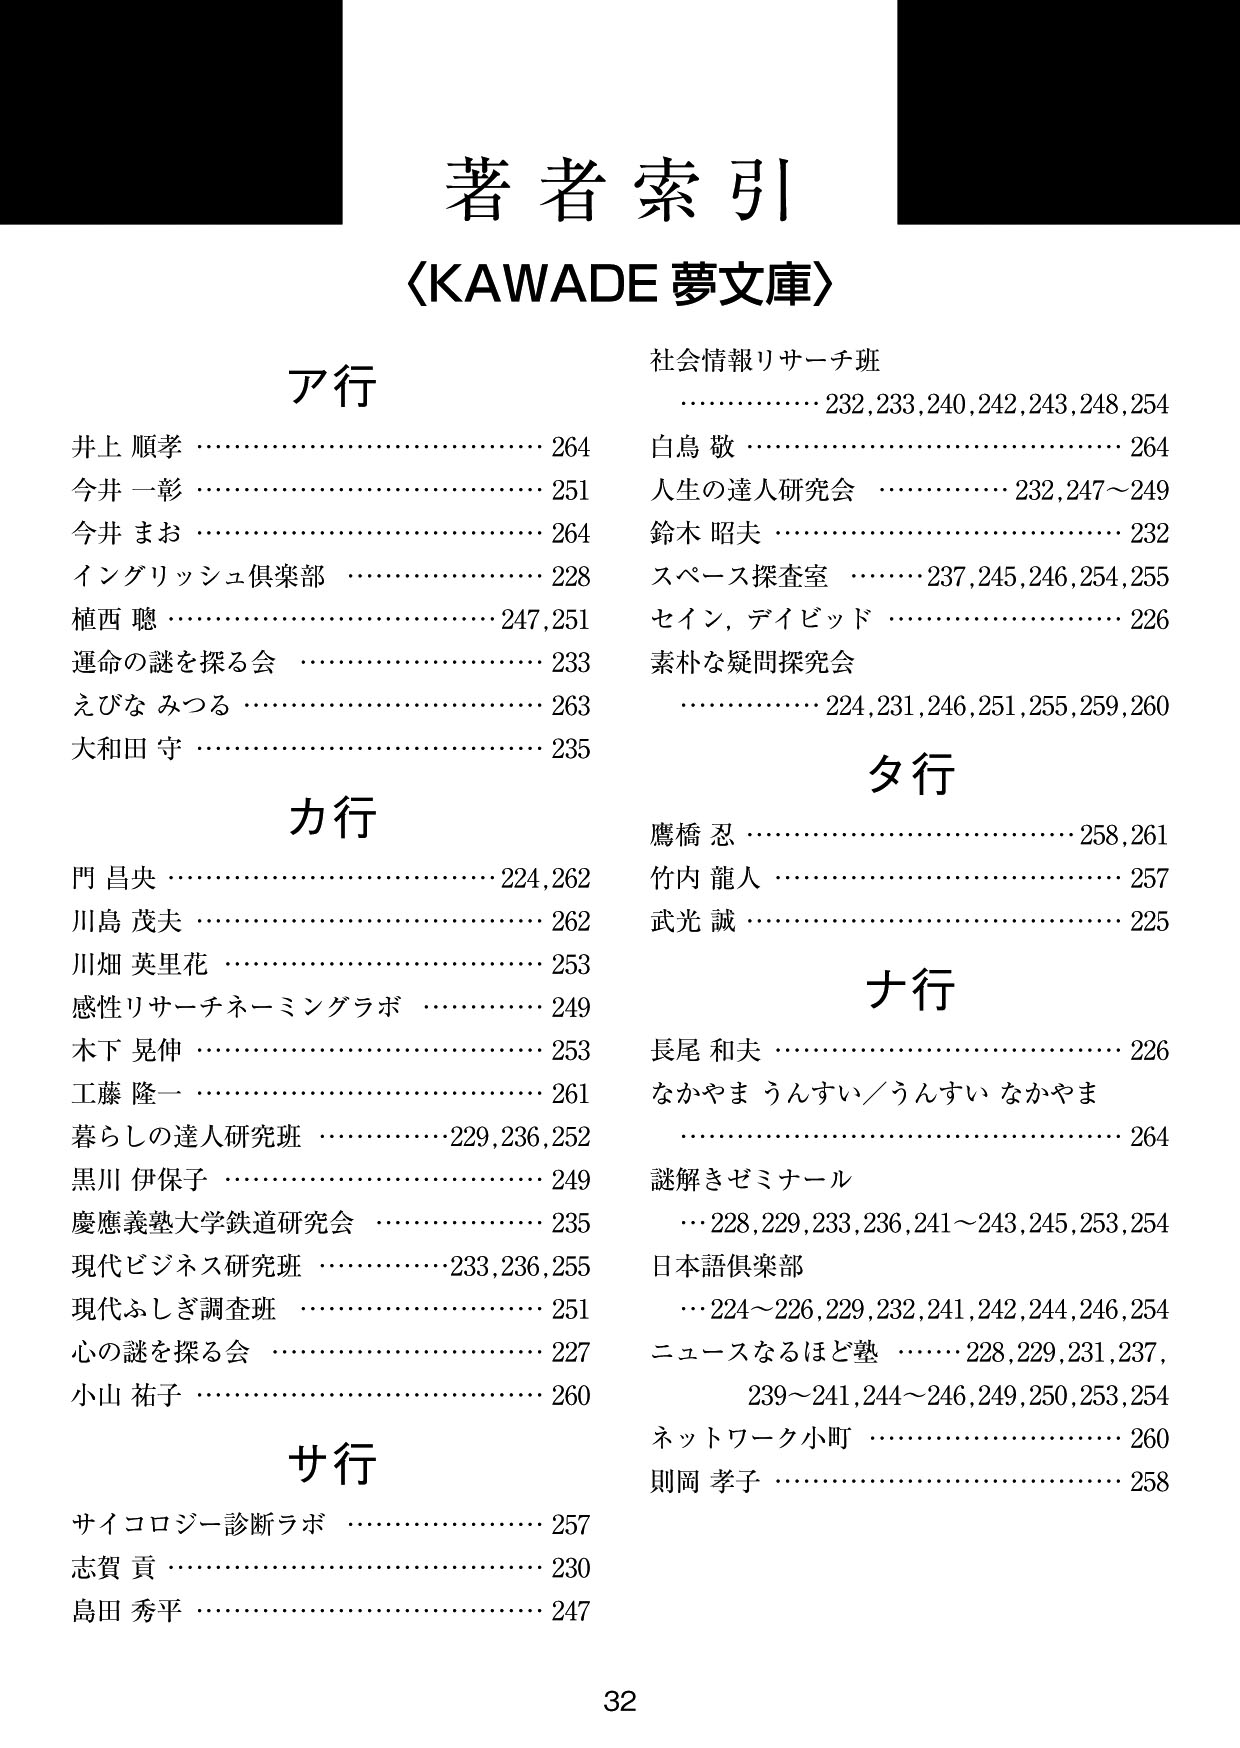 著者索引
〈KAWADE 夢文庫〉
ア行
井上 順孝 ………………………………… 264
今井 一彰 ………………………………… 251
今井 まお ………………………………… 264
イングリッシュ倶楽部 ………………… 228
植西 聰 ………………………………247,251
運命の謎を探る会 ……………………… 233
えびな みつる …………………………… 263
大和田 守 ………………………………… 235
カ行
門 昌央 ………………………………224,262
川島 茂夫 ………………………………… 262
川畑 英里花 ……………………………… 253
感性リサーチネーミングラボ ………… 249
木下 晃伸 ………………………………… 253
工藤 隆一 ………………………………… 261
暮らしの達人研究班 ……………229,236,252
黒川 伊保子 ……………………………… 249
慶應義塾大学鉄道研究会 ……………… 235
現代ビジネス研究班 ……………233,236,255
現代ふしぎ調査班 ……………………… 251
心の謎を探る会 ………………………… 227
小山 祐子 ………………………………… 260
サ行
サイコロジー診断ラボ ………………… 257
志賀 貢 …………………………………… 230
島田 秀平 ………………………………… 247
社会情報リサーチ班
……………232,233,240,242,243,248,254
白鳥 敬 …………………………………… 264
人生の達人研究会 ……………232,247〜249
鈴木 昭夫 ………………………………… 232
スペース探査室 ………237,245,246,254,255
セイン, デイビッド ……………………… 226
素朴な疑問探究会
……………224,231,246,251,255,259,260
タ行
鷹橋 忍 ………………………………258,261
竹内 龍人 ………………………………… 257
武光 誠 …………………………………… 225
ナ行
長尾 和夫 ………………………………… 226
なかやま うんすい／うんすい なかやま
………………………………………… 264
謎解きゼミナール
…228,229,233,236,241〜243,245,253,254
日本語倶楽部
…224〜226,229,232,241,242,244,246,254
ニュースなるほど塾 ……228,229,231,237,
239〜241,244〜246,249,250,253,254
ネットワーク小町 ……………………… 260
則岡 孝子 ………………………………… 258
32